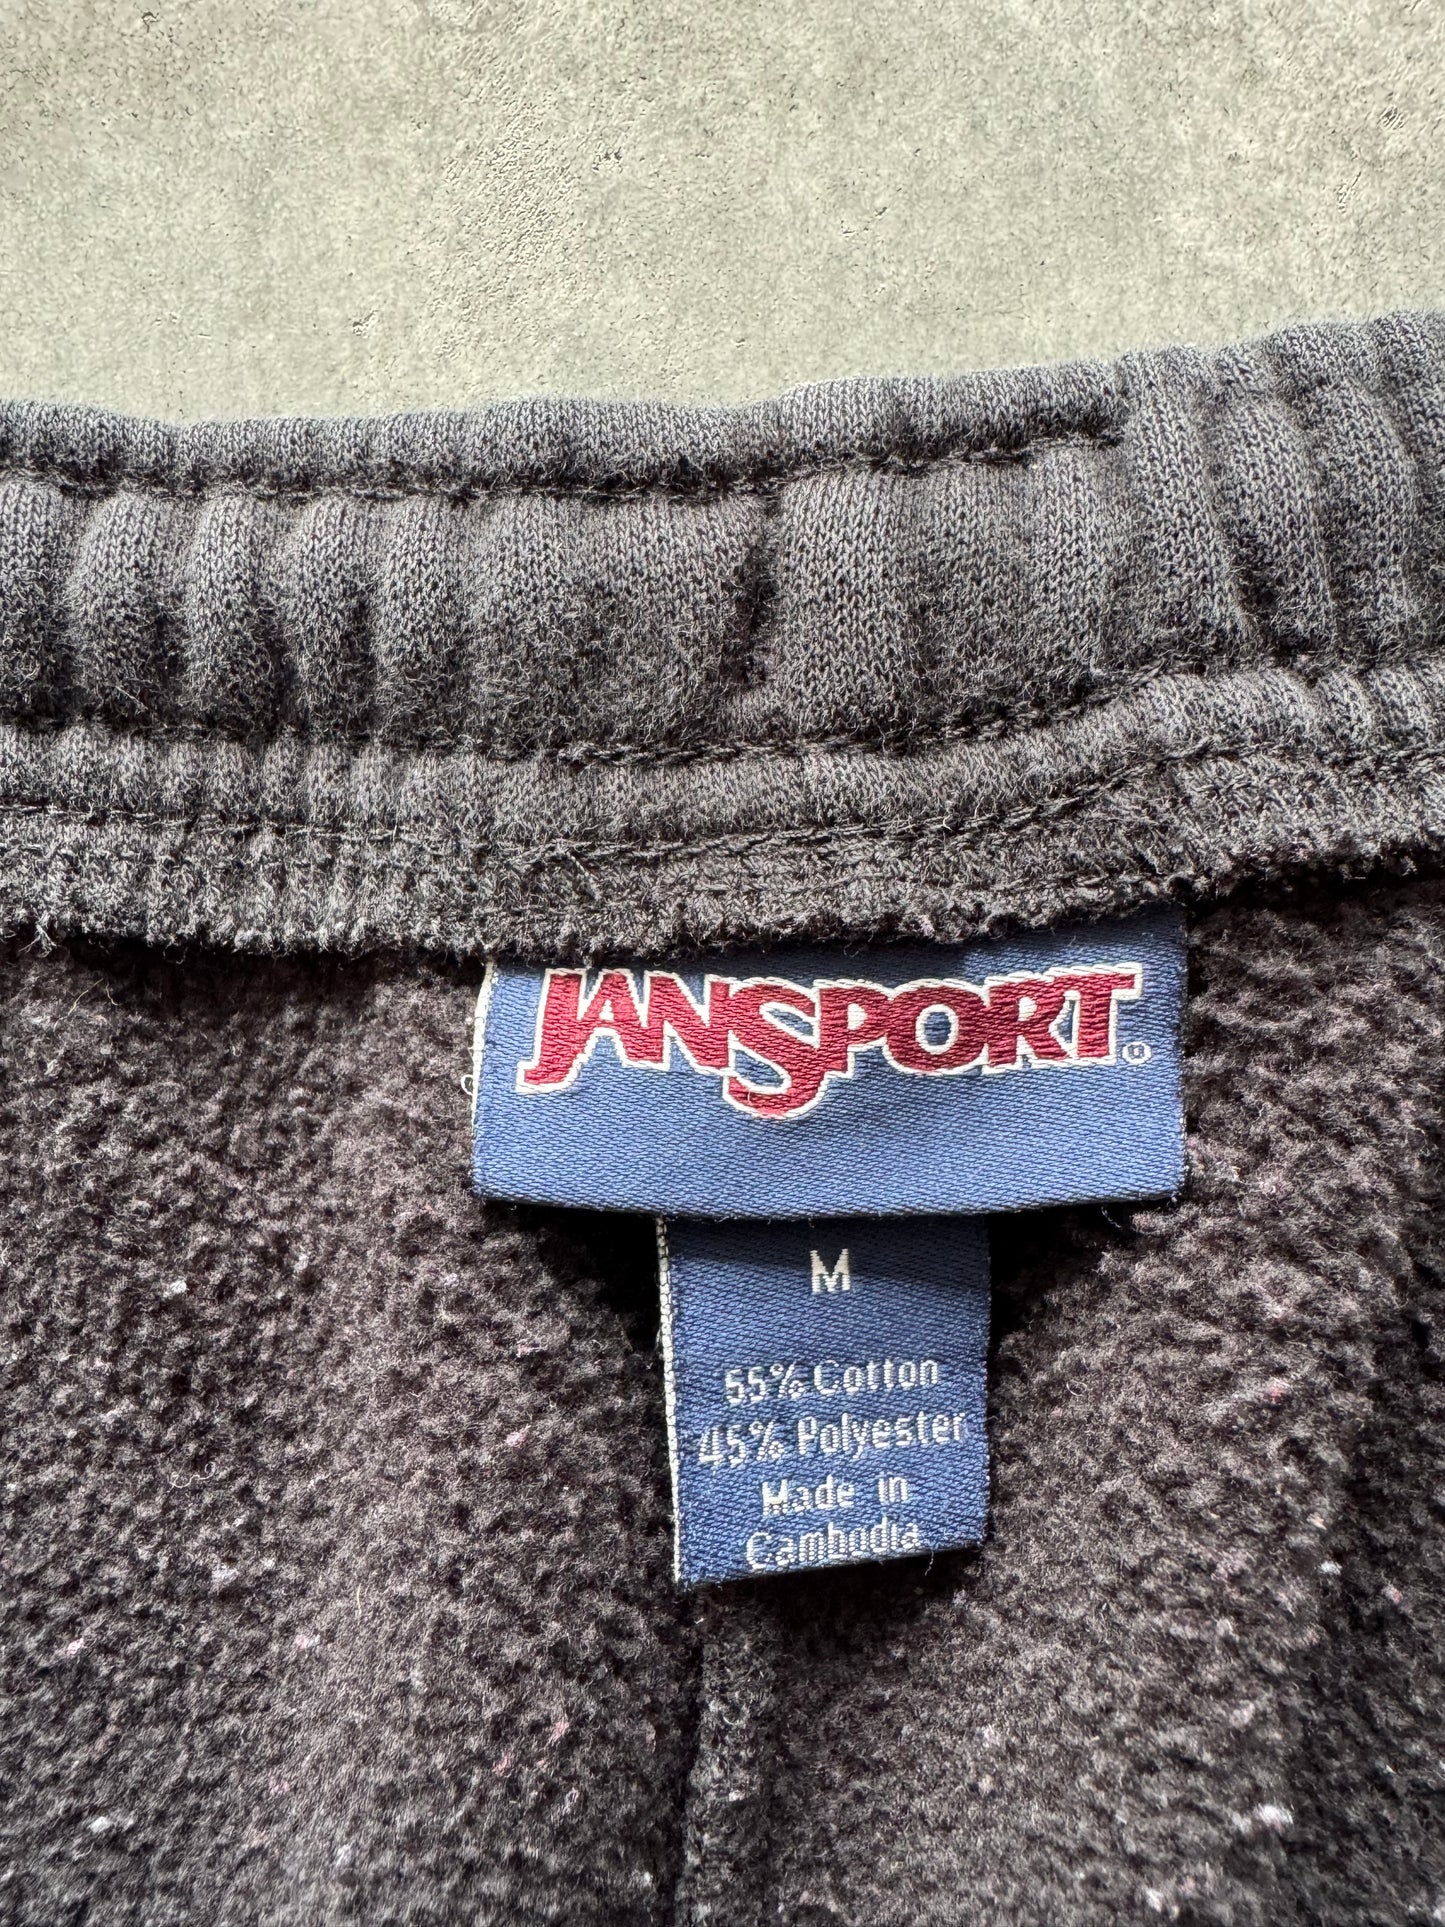 JANSPORT®
M
55% Cotton
45% Polyester
Made in
Cambodia